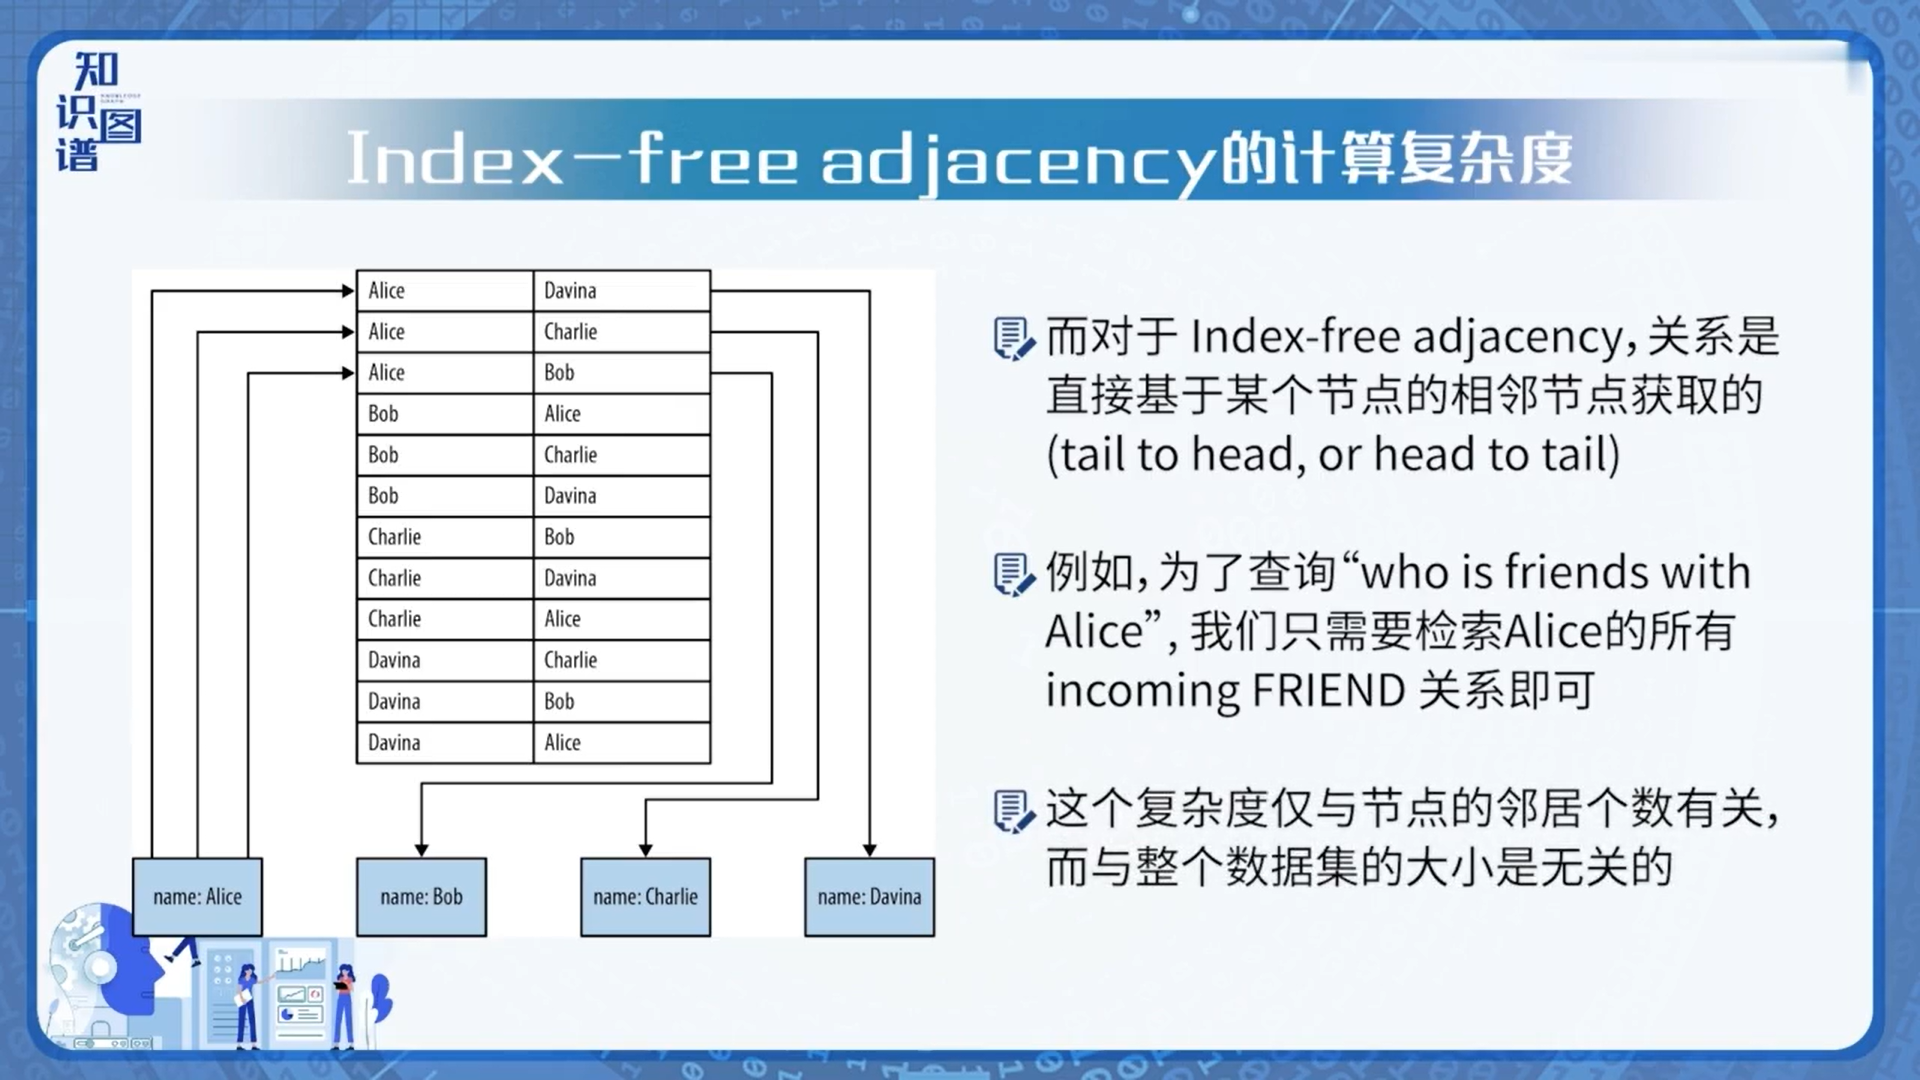 知
识图
谱
KNOWLEDGE
GRAPH
Index-free adjacency的计算复杂度
Alice Davina
Alice Charlie
Alice Bob
Bob Alice
Bob Charlie
Bob Davina
Charlie Bob
Charlie Davina
Charlie Alice
Davina Charlie
Davina Bob
Davina Alice
name: Alice name: Bob name: Charlie name: Davina
而对于 Index-free adjacency，关系是
直接基于某个节点的相邻节点获取的
(tail to head, or head to tail)
例如，为了查询“who is friends with
Alice”，我们只需要检索Alice的所有
incoming FRIEND 关系即可
这个复杂度仅与节点的邻居个数有关，
而与整个数据集的大小是无关的